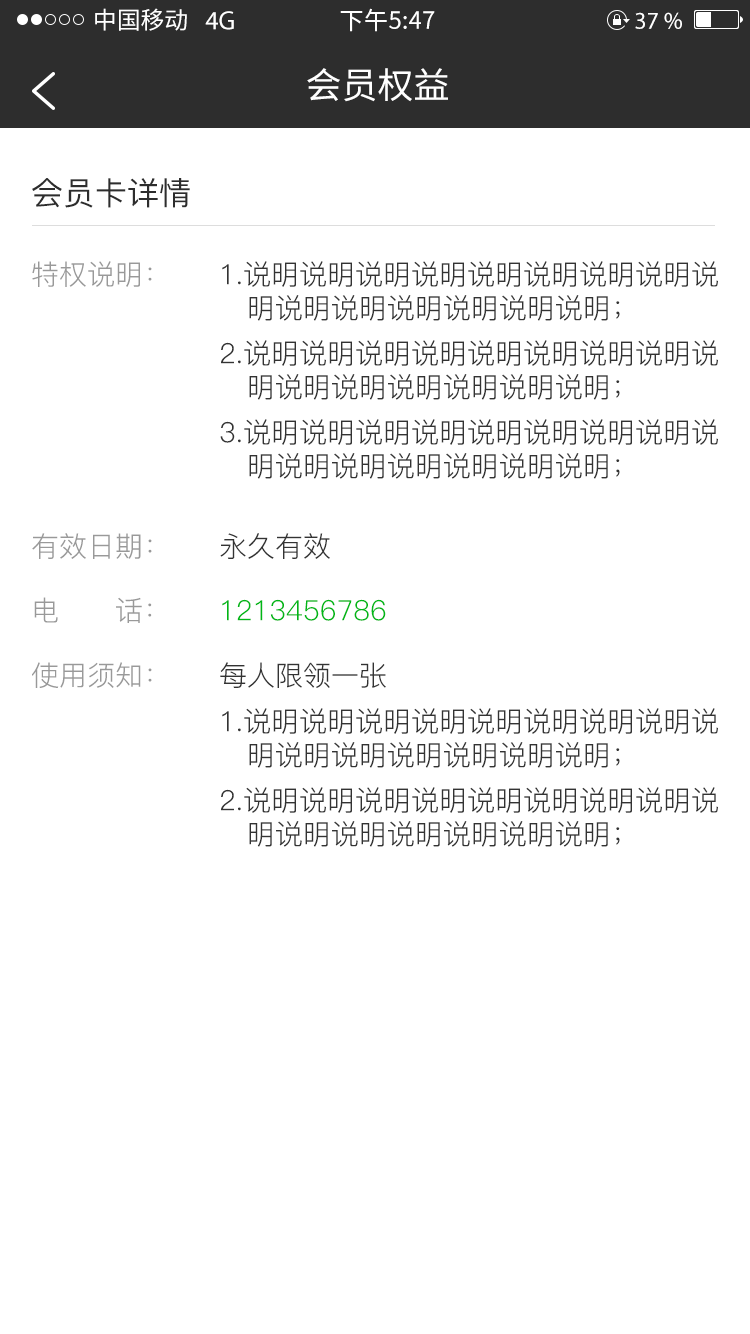 中国移动 4G 下午5:47 37 %
会员权益
会员卡详情
特权说明: 1.说明说明说明说明说明说明说明说明说
明说明说明说明说明说明说明;
2.说明说明说明说明说明说明说明说明说
明说明说明说明说明说明说明;
3.说明说明说明说明说明说明说明说明说
明说明说明说明说明说明说明;
有效日期: 永久有效
电 话: 1213456786
使用须知: 每人限领一张
1.说明说明说明说明说明说明说明说明说
明说明说明说明说明说明说明;
2.说明说明说明说明说明说明说明说明说
明说明说明说明说明说明说明;